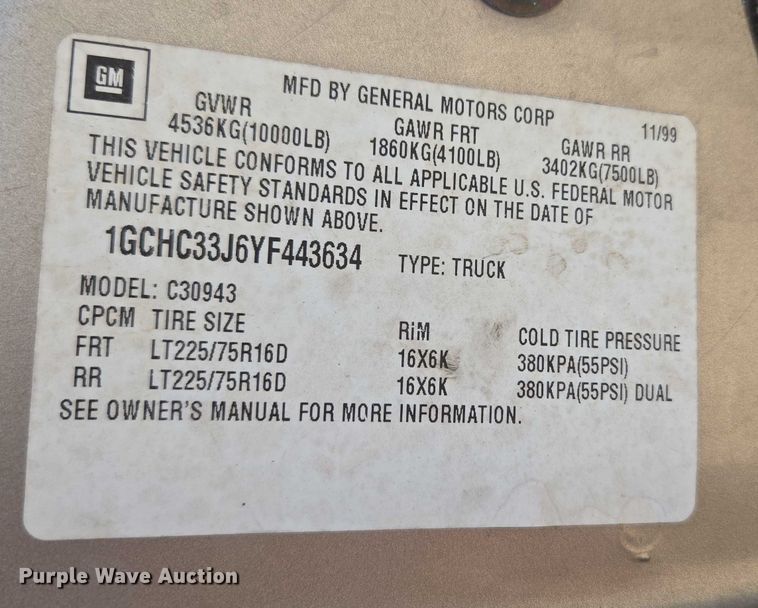 GM
MFD BY GENERAL MOTORS CORP 11/99
GVWR GAWR FRT GAWR RR
4536KG(10000LB) 1860KG(4100LB) 3402KG(7500LB)
THIS VEHICLE CONFORMS TO ALL APPLICABLE U.S. FEDERAL MOTOR
VEHICLE SAFETY STANDARDS IN EFFECT ON THE DATE OF
MANUFACTURE SHOWN ABOVE.
1GCHC33J6YF443634 TYPE: TRUCK
MODEL: C30943
CPCM TIRE SIZE RIM COLD TIRE PRESSURE
FRT LT225/75R16D 16X6K 380KPA(55PSI)
RR LT225/75R16D 16X6K 380KPA(55PSI) DUAL
SEE OWNER'S MANUAL FOR MORE INFORMATION.
Purple Wave Auction